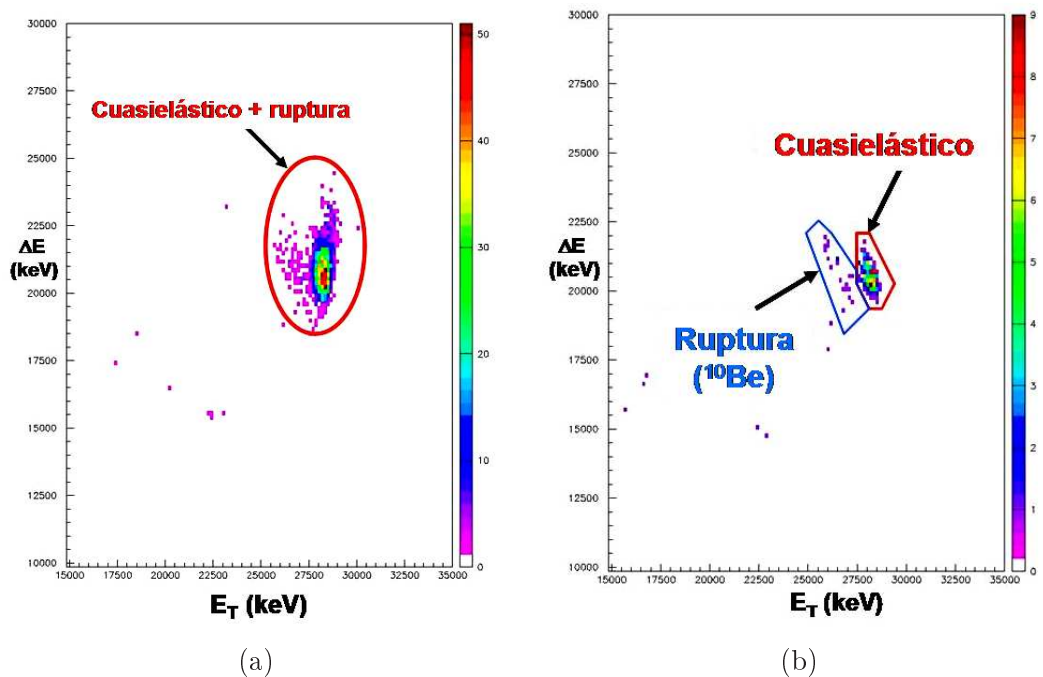 30000
27500
25000
22500
ΔE
(keV)
20000
17500
15000
12500
10000
15000 17500 20000 22500 25000 27500 30000 32500 35000
E_T (keV)
Cuasielástico + ruptura
50
40
30
20
10
0
(a)
30000
27500
25000
22500
ΔE
(keV)
20000
17500
15000
12500
10000
15000 17500 20000 22500 25000 27500 30000 32500 35000
E_T (keV)
Cuasielástico
Ruptura
(¹⁰Be)
9
8
7
6
5
4
3
2
1
0
(b)